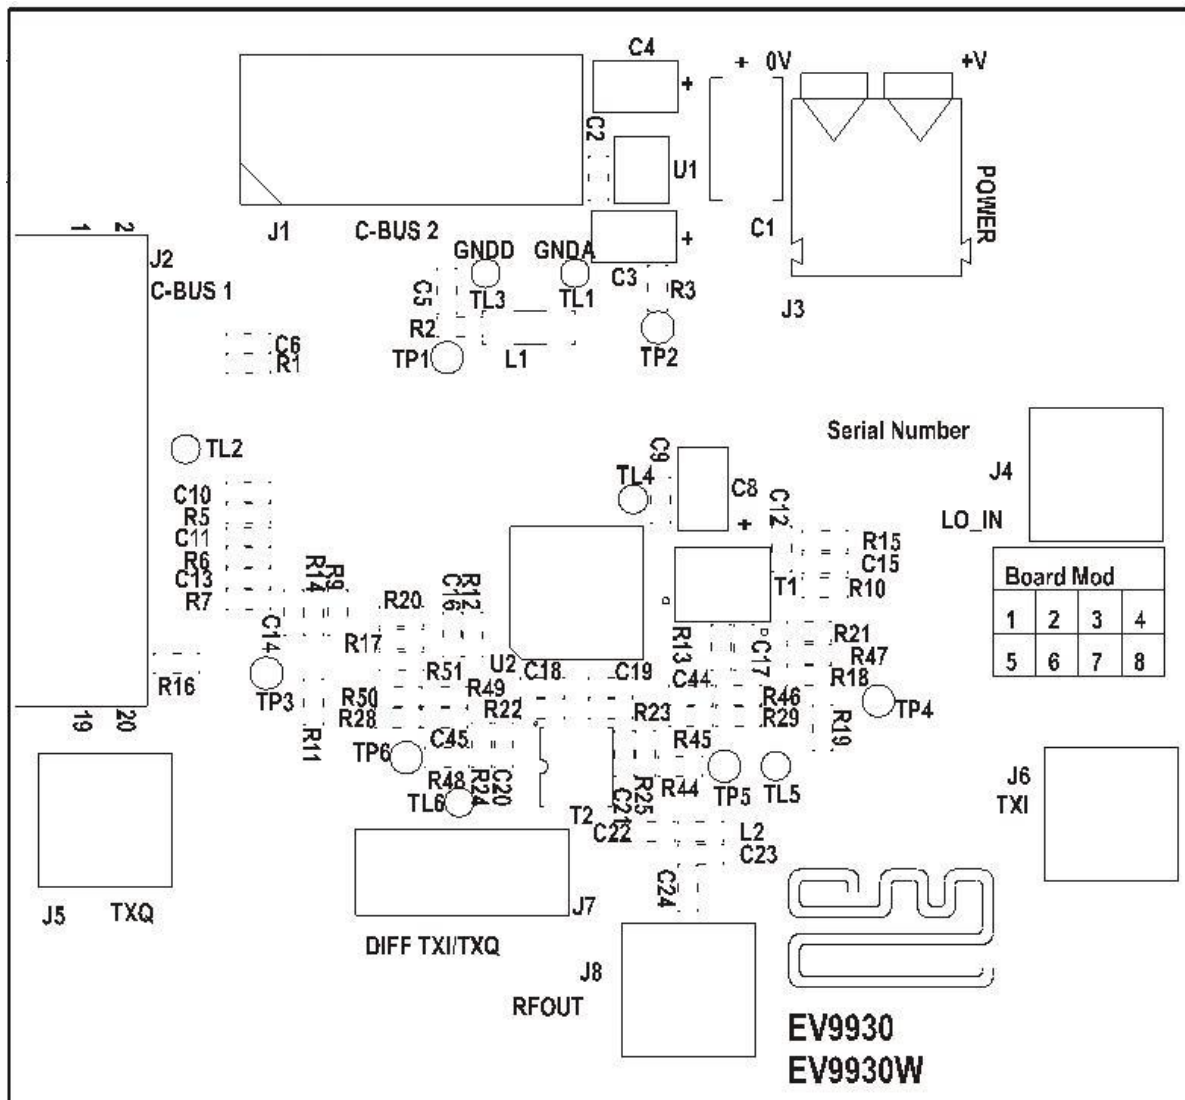 C4
+ 0V
+V
+
C2
U1
POWER
J1
C-BUS 2
C1
1 2
+
J2
GNDD
GNDA
C3
C-BUS 1
C5
TL3
TL1
R3
J3
R2
C6
R1
TP1
L1
TP2
Serial Number
TL2
C9
J4
TL4
C8
C10
+
C12
LO_IN
R5
C11
R15
R6
C15
Board Mod
C13
R14
R9
T1
R10
R7
R20
C16
R12
1 2 3 4
C14
R17
R13
C17
R21
R47
5 6 7 8
R16
R51
U2
C18
C19
R18
TP3
R49
C44
R46
R50
TP4
19 20
R28
R22
R23
R29
R19
R11
TP6
C45
R45
R48
R24
C20
R25
R44
TP5
TL5
J6
TL6
TXI
T2
C21
C22
L2
C23
C24
J5
TXQ
J7
DIFF TXI/TXQ
J8
RFOUT
EV9930
EV9930W